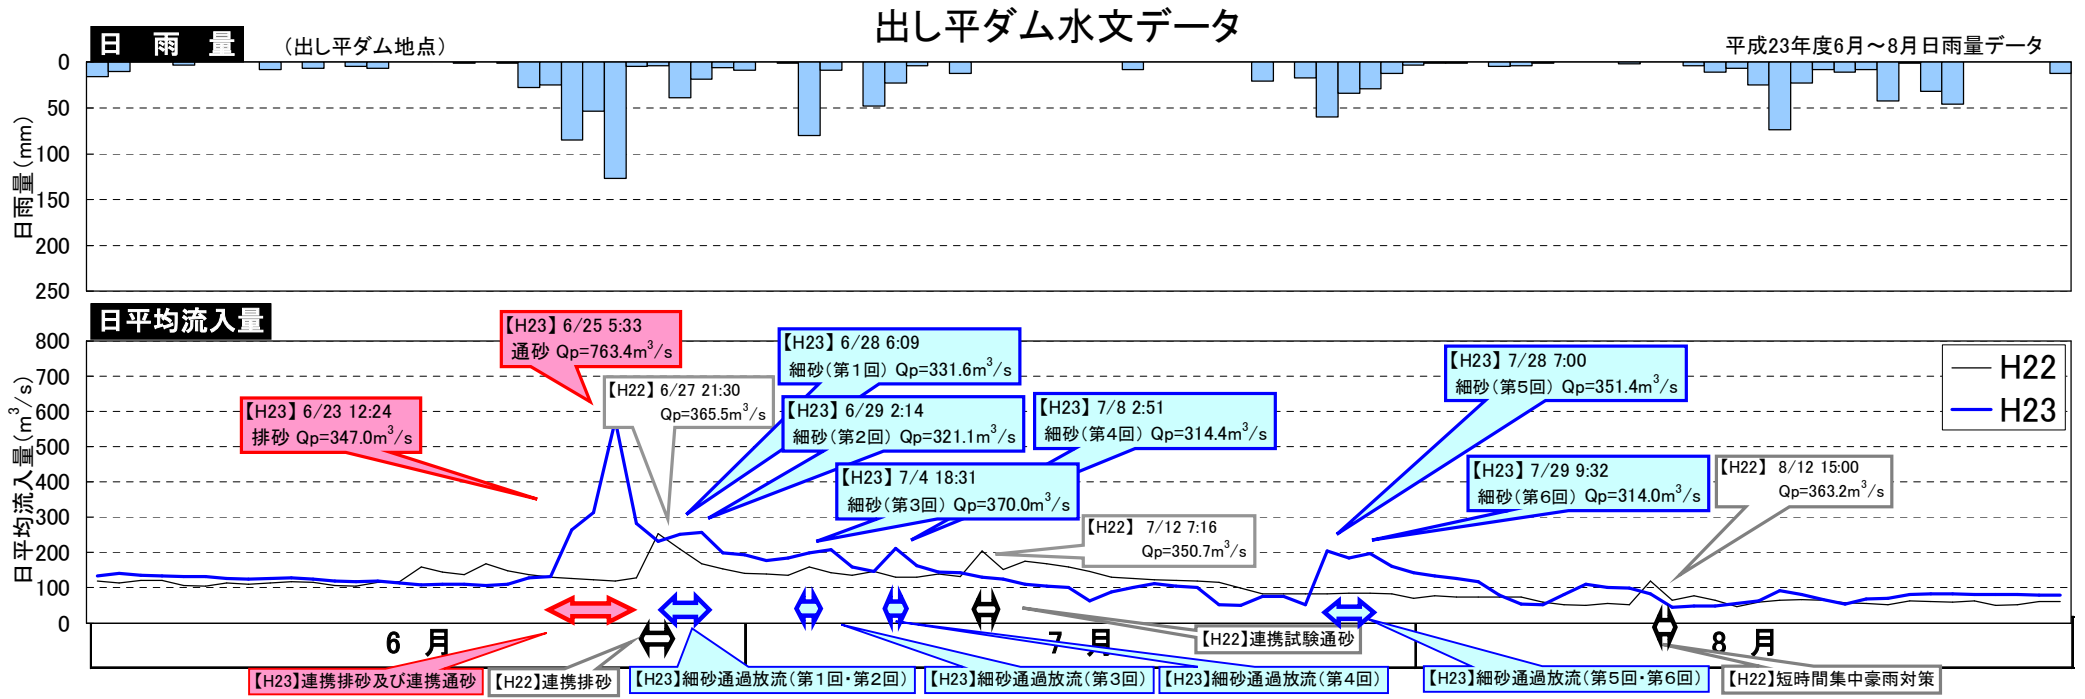 出し平ダム水文データ
日　雨　量
（出し平ダム地点）
平成23年度6月～8月日雨量データ
日雨量（mm）
0
50
100
150
200
250
日平均流入量
日平均流入量（m³/s）
800
700
600
500
400
300
200
100
0
H22
H23
【H23】 6/23 12:24
排砂 Qp=347.0m³/s
【H23】 6/25 5:33
通砂 Qp=763.4m³/s
【H22】 6/27 21:30
Qp=365.5m³/s
【H23】 6/28 6:09
細砂（第１回） Qp=331.6m³/s
【H23】 6/29 2:14
細砂（第２回） Qp=321.1m³/s
【H23】 7/4 18:31
細砂（第３回） Qp=370.0m³/s
【H23】 7/8 2:51
細砂（第４回） Qp=314.4m³/s
【H22】 7/12 7:16
Qp=350.7m³/s
【H23】 7/28 7:00
細砂（第５回） Qp=351.4m³/s
【H23】 7/29 9:32
細砂（第６回） Qp=314.0m³/s
【H22】 8/12 15:00
Qp=363.2m³/s
6　月
7　月
8　月
【H22】連携試験通砂
【H23】連携排砂及び連携通砂
【H22】連携排砂
【H23】細砂通過放流（第１回・第２回）
【H23】細砂通過放流（第３回）
【H23】細砂通過放流（第４回）
【H23】細砂通過放流（第５回・第６回）
【H22】短時間集中豪雨対策